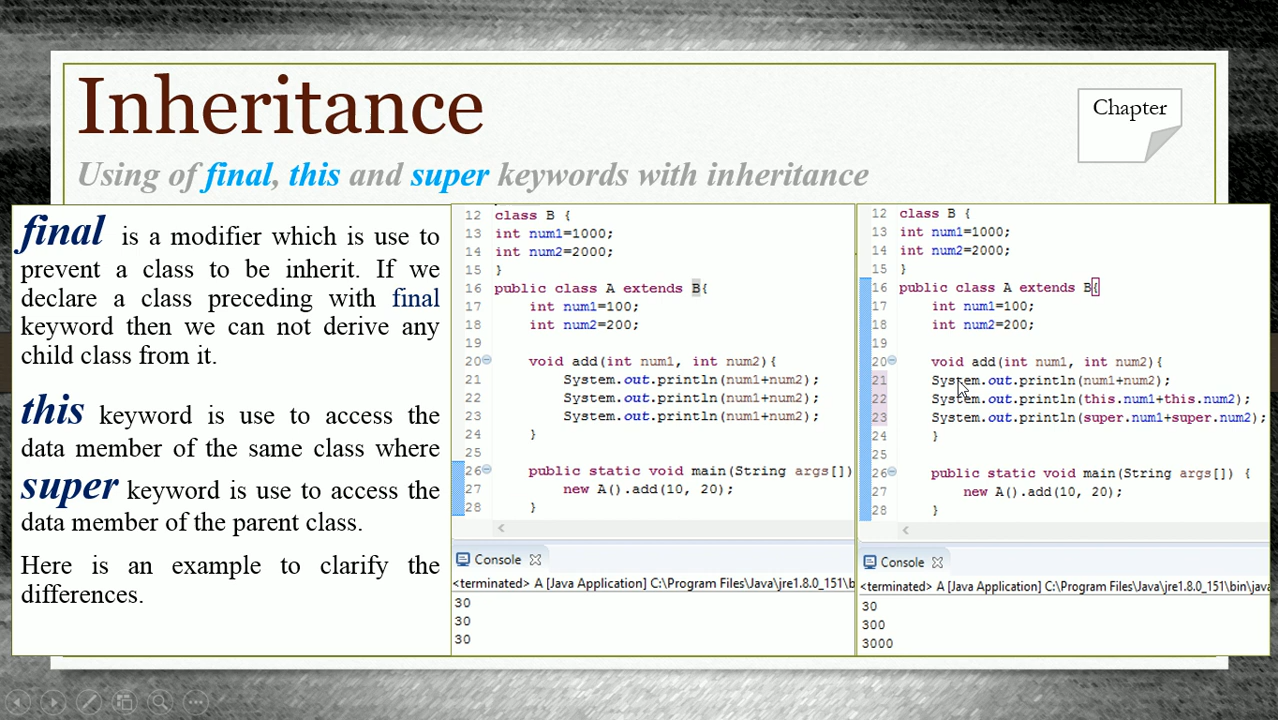 Inheritance
Chapter
Using of final, this and super keywords with inheritance
final is a modifier which is use to
prevent a class to be inherit. If we
declare a class preceding with final
keyword then we can not derive any
child class from it.
this keyword is use to access the
data member of the same class where
super keyword is use to access the
data member of the parent class.
Here is an example to clarify the
differences.
12 class B {
13 int num1=1000;
14 int num2=2000;
15 }
16 public class A extends B{
17 int num1=100;
18 int num2=200;
19
20 void add(int num1, int num2){
21 System.out.println(num1+num2);
22 System.out.println(num1+num2);
23 System.out.println(num1+num2);
24 }
25
26 public static void main(String args[])
27 new A().add(10, 20);
28 }
Console
<terminated> A [Java Application] C:\Program Files\Java\jre1.8.0_151\b
30
30
30
12 class B {
13 int num1=1000;
14 int num2=2000;
15 }
16 public class A extends B{
17 int num1=100;
18 int num2=200;
19
20 void add(int num1, int num2){
21 System.out.println(num1+num2);
22 System.out.println(this.num1+this.num2);
23 System.out.println(super.num1+super.num2);
24 }
25
26 public static void main(String args[]) {
27 new A().add(10, 20);
28 }
Console
<terminated> A [Java Application] C:\Program Files\Java\jre1.8.0_151\bin\java
30
300
3000